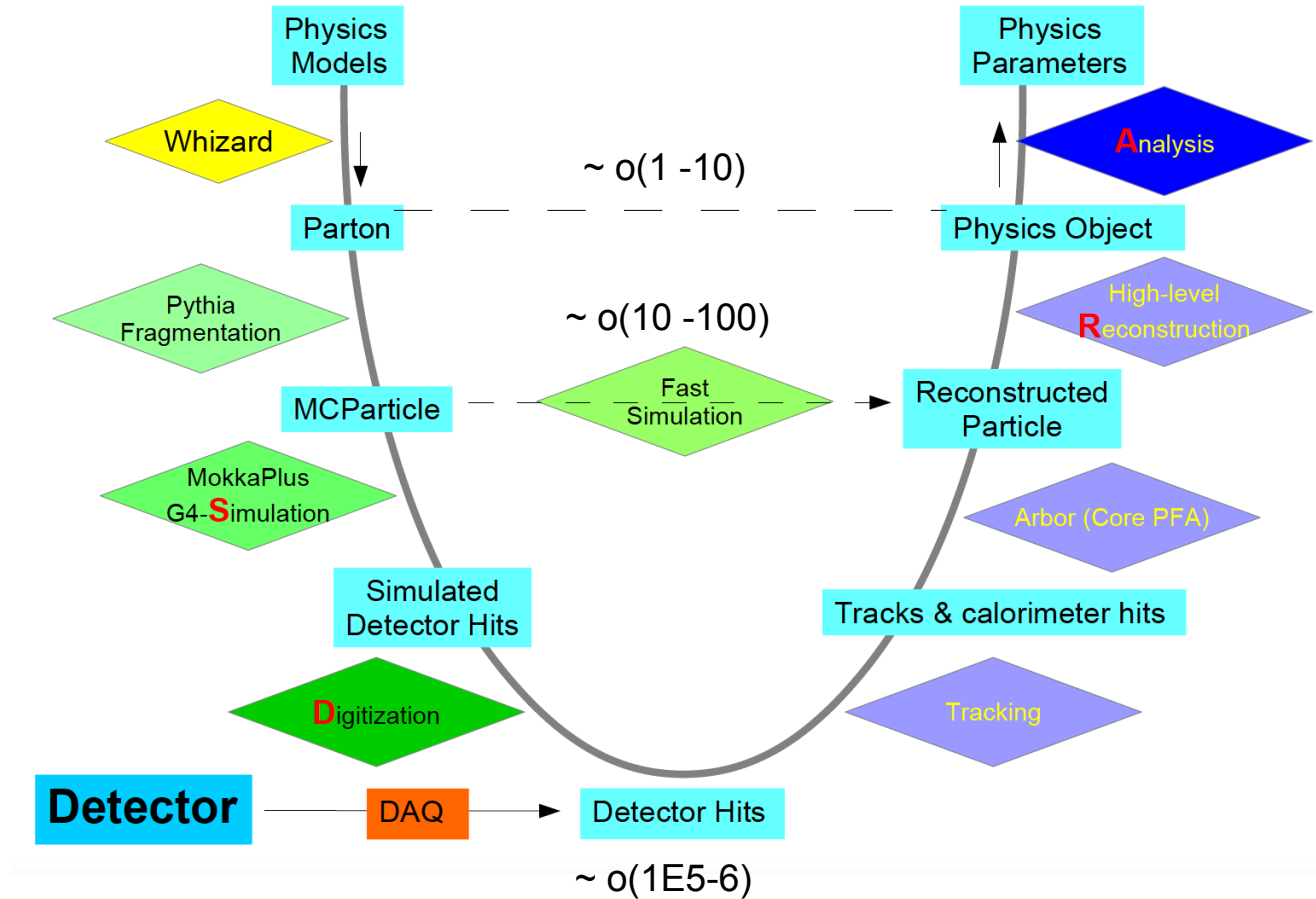 Physics
Models
Physics
Parameters
Whizard
Analysis
~ o(1 -10)
Parton
Physics Object
Pythia
Fragmentation
High-level
Reconstruction
~ o(10 -100)
MCParticle
Fast
Simulation
Reconstructed
Particle
MokkaPlus
G4-Simulation
Arbor (Core PFA)
Simulated
Detector Hits
Tracks & calorimeter hits
Digitization
Tracking
Detector
DAQ
Detector Hits
~ o(1E5-6)